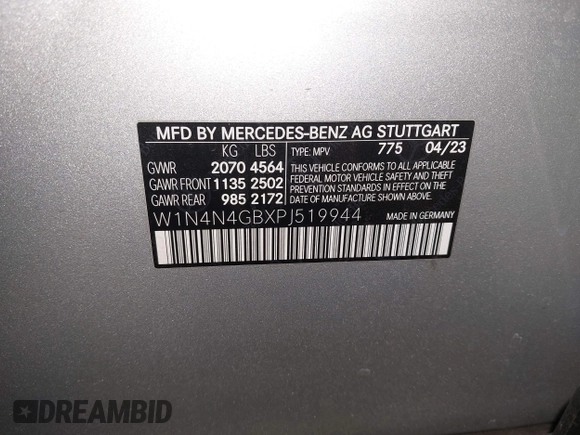 MFD BY MERCEDES-BENZ AG STUTTGART
KG LBS TYPE: MPV 775 04/23
GVWR 2070 4564
GAWR FRONT 1135 2502
GAWR REAR 985 2172
THIS VEHICLE CONFORMS TO ALL APPLICABLE
FEDERAL MOTOR VEHICLE SAFETY AND THEFT
PREVENTION STANDARDS IN EFFECT ON THE
DATE OF MANUFACTURE SHOWN ABOVE.
W1N4N4GBXPJ519944 MADE IN GERMANY
DREAMBID